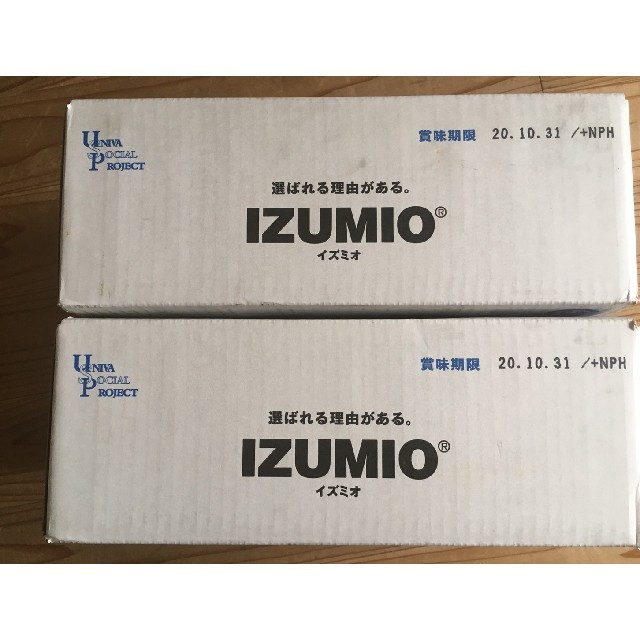 UNIVA
SOCIAL
PROJECT
賞味期限 20.10.31 /+NPH
選ばれる理由がある。
IZUMIO®
イズミオ
UNIVA
SOCIAL
PROJECT
賞味期限 20.10.31 /+NPH
選ばれる理由がある。
IZUMIO®
イズミオ